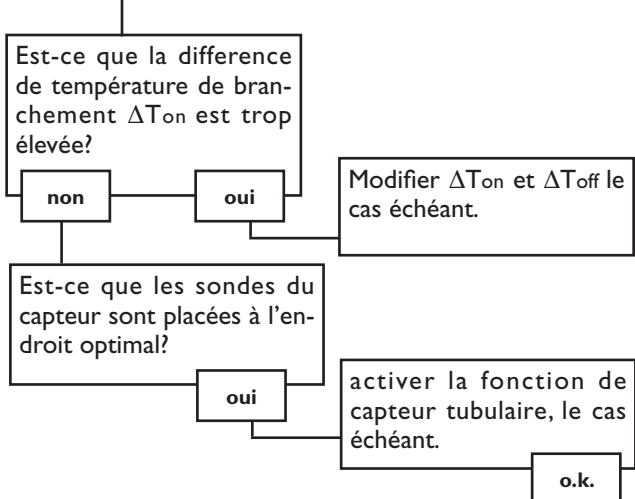 Est-ce que la difference
de température de bran-
chement ΔTon est trop
élevée?
non
oui
Modifier ΔTon et ΔToff le
cas échéant.
Est-ce que les sondes du
capteur sont placées à l’en-
droit optimal?
oui
activer la fonction de
capteur tubulaire, le cas
échéant.
o.k.